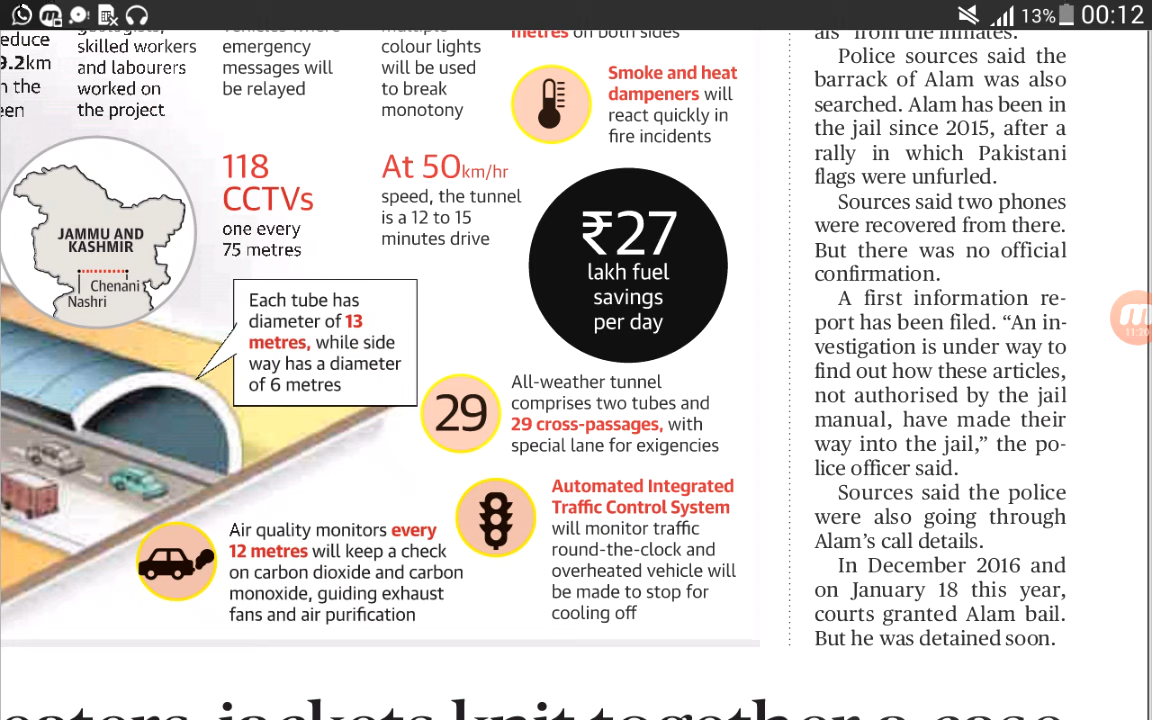 13% 00:12
educe
9.2km
n the
een
skilled workers
and labourers
worked on
the project
emergency
messages will
be relayed
colour lights
will be used
to break
monotony
metres on both sides
Smoke and heat
dampeners will
react quickly in
fire incidents
JAMMU AND
KASHMIR
Chenani
Nashri
118
CCTVs
one every
75 metres
At 50km/hr
speed, the tunnel
is a 12 to 15
minutes drive
₹27
lakh fuel
savings
per day
Each tube has
diameter of 13
metres, while side
way has a diameter
of 6 metres
29
All-weather tunnel
comprises two tubes and
29 cross-passages, with
special lane for exigencies
Air quality monitors every
12 metres will keep a check
on carbon dioxide and carbon
monoxide, guiding exhaust
fans and air purification
Automated Integrated
Traffic Control System
will monitor traffic
round-the-clock and
overheated vehicle will
be made to stop for
cooling off
als" from the inmates.
Police sources said the
barrack of Alam was also
searched. Alam has been in
the jail since 2015, after a
rally in which Pakistani
flags were unfurled.
Sources said two phones
were recovered from there.
But there was no official
confirmation.
A first information re-
port has been filed. “An in-
vestigation is under way to
find out how these articles,
not authorised by the jail
manual, have made their
way into the jail,” the po-
lice officer said.
Sources said the police
were also going through
Alam’s call details.
In December 2016 and
on January 18 this year,
courts granted Alam bail.
But he was detained soon.
11:20
eaters, jackets knit together a case